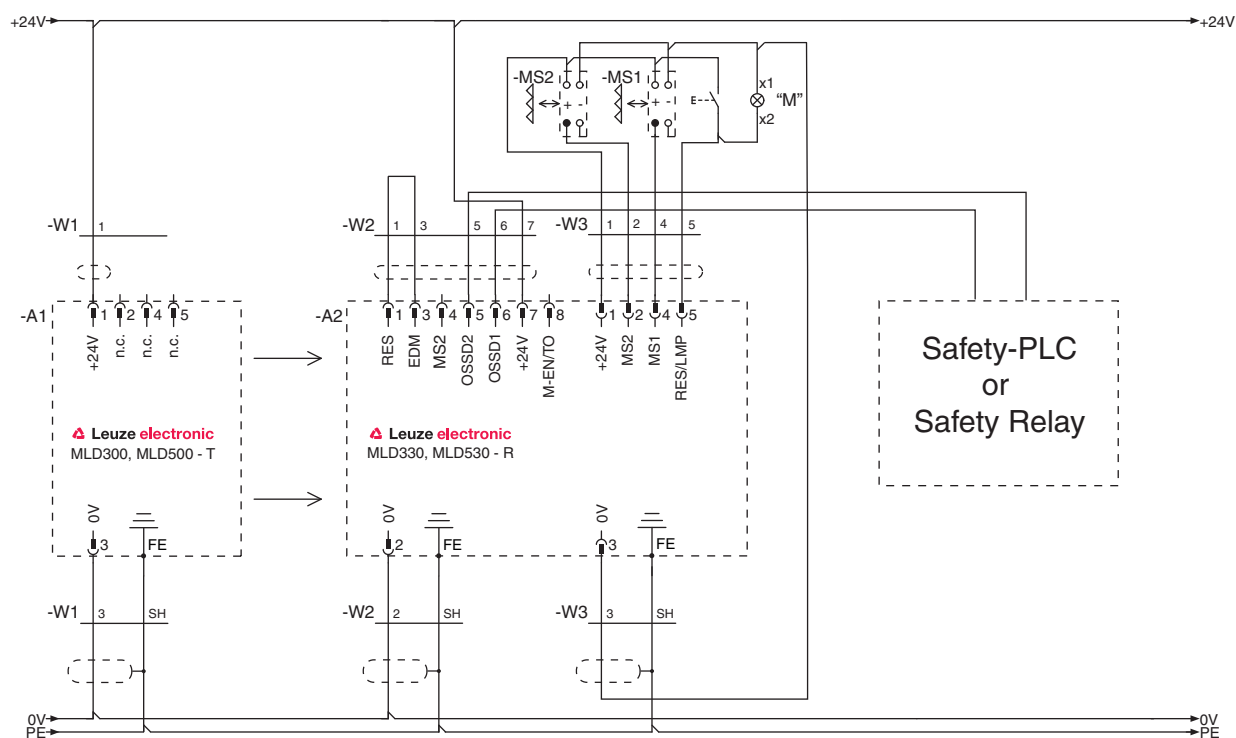 +24V +24V
-MS2 -MS1 x1 "M"
+ - + - E
x2
-W1 1 -W2 1 3 5 6 7 -W3 1 2 4 5
-A1 1 2 4 5 -A2 1 3 4 5 6 7 8 1 2 4 5
+24V n.c. n.c. n.c. RES EDM MS2 OSSD2 OSSD1 +24V M-EN/TO +24V MS2 MS1 RES/LMP
Safety-PLC
or
Safety Relay
Leuze electronic
MLD300, MLD500 - T
Leuze electronic
MLD330, MLD530 - R
0V 0V 0V
3 FE 2 FE 3 FE
-W1 3 SH -W2 2 SH -W3 3 SH
0V 0V
PE PE